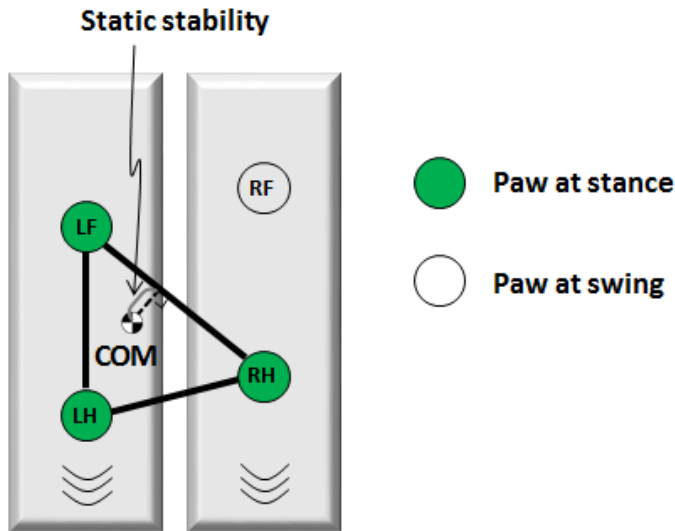 Static stability
RF
Paw at stance
LF
Paw at swing
COM
RH
LH